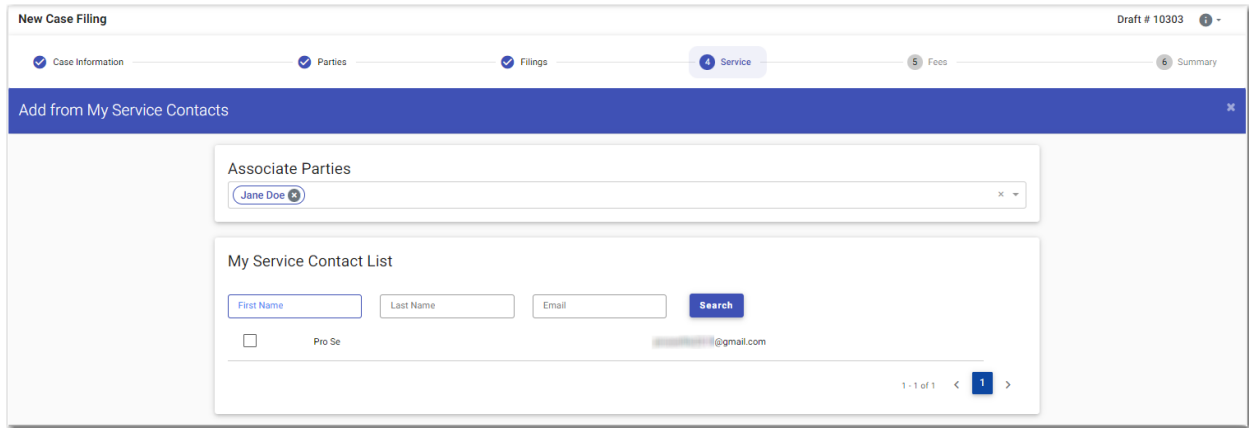 New Case Filing Draft # 10303
Case Information Parties Filings 4 Service 5 Fees 6 Summary
Add from My Service Contacts
Associate Parties
Jane Doe
My Service Contact List
First Name Last Name Email Search
Pro Se @gmail.com
1 - 1 of 1 < 1 >